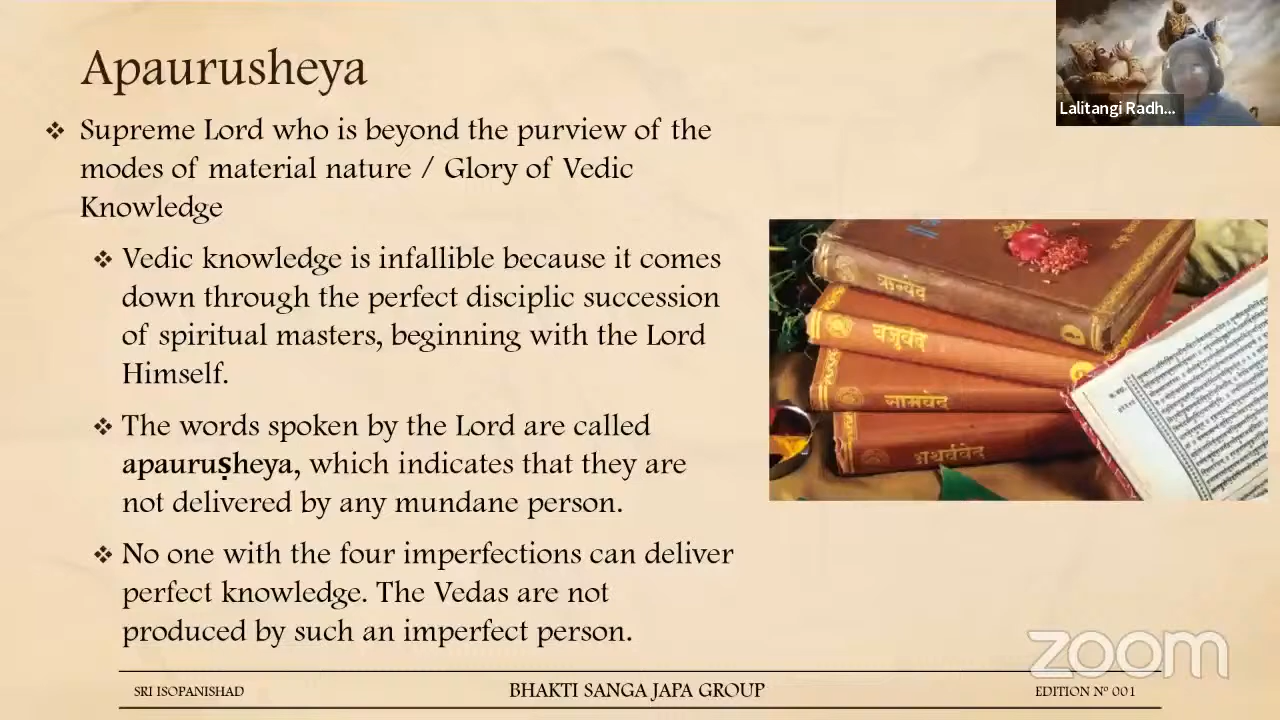 Apaurusheya
Lalitangi Radh...
❖ Supreme Lord who is beyond the purview of the
modes of material nature / Glory of Vedic
Knowledge
❖ Vedic knowledge is infallible because it comes
down through the perfect disciplic succession
of spiritual masters, beginning with the Lord
Himself.
❖ The words spoken by the Lord are called
apauruṣheya, which indicates that they are
not delivered by any mundane person.
❖ No one with the four imperfections can deliver
perfect knowledge. The Vedas are not
produced by such an imperfect person.
ऋग्वेद
यजुर्वेद
सामवेद
अथर्ववेद
zoom
SRI ISOPANISHAD
BHAKTI SANGA JAPA GROUP
EDITION Nº 001